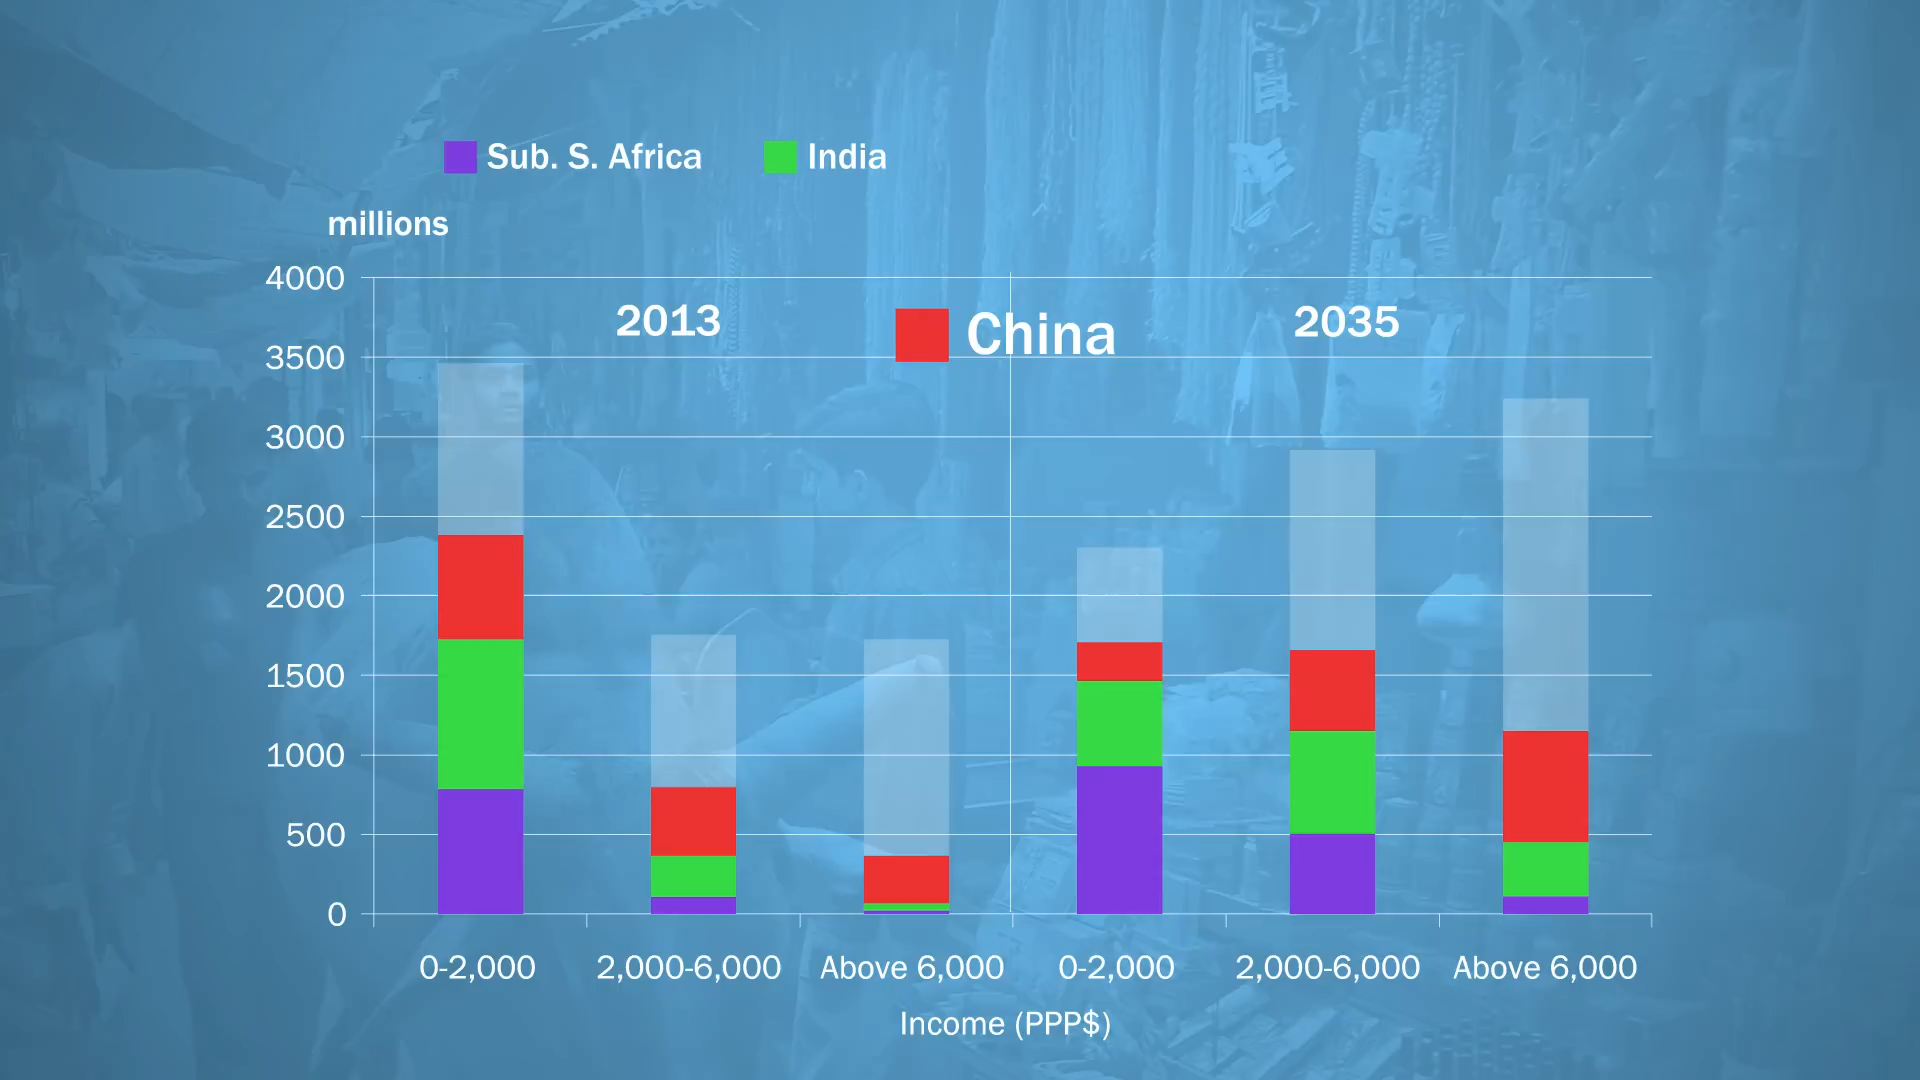 Sub. S. Africa India
millions
4000
2013 China 2035
3500
3000
2500
2000
1500
1000
500
0
0-2,000 2,000-6,000 Above 6,000 0-2,000 2,000-6,000 Above 6,000
Income (PPP$)